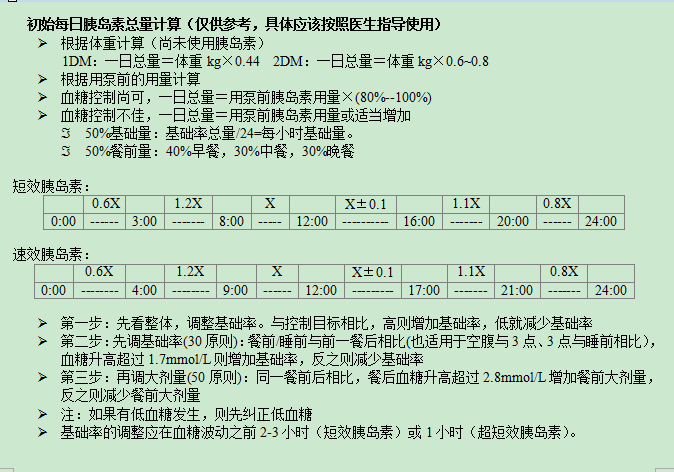 初始每日胰岛素总量计算（仅供参考，具体应该按照医生指导使用）
➢ 根据体重计算（尚未使用胰岛素）
1DM：一日总量＝体重 kg×0.44 2DM：一日总量＝体重 kg×0.6~0.8
➢ 根据用泵前的用量计算
➢ 血糖控制尚可，一日总量＝用泵前胰岛素用量×(80%--100%)
➢ 血糖控制不佳，一日总量＝用泵前胰岛素用量或适当增加
ℑ 50%基础量：基础率总量/24=每小时基础量。
ℑ 50%餐前量：40%早餐，30%中餐，30%晚餐
短效胰岛素：
0.6X 1.2X X X±0.1 1.1X 0.8X
0:00 ------ 3:00 ------- 8:00 ----- 12:00 ---------- 16:00 ------- 20:00 ------ 24:00
速效胰岛素：
0.6X 1.2X X X±0.1 1.1X 0.8X
0:00 -------- 4:00 -------- 9:00 ------ 12:00 --------- 17:00 ------- 21:00 ------- 24:00
➢ 第一步：先看整体，调整基础率。与控制目标相比，高则增加基础率，低就减少基础率
➢ 第二步：先调基础率(30 原则)：餐前/睡前与前一餐后相比(也适用于空腹与 3 点、3 点与睡前相比)，
血糖升高超过 1.7mmol/L 则增加基础率，反之则减少基础率
➢ 第三步：再调大剂量(50 原则)：同一餐前后相比，餐后血糖升高超过 2.8mmol/L 增加餐前大剂量，
反之则减少餐前大剂量
➢ 注：如果有低血糖发生，则先纠正低血糖
➢ 基础率的调整应在血糖波动之前 2-3 小时（短效胰岛素）或 1 小时（超短效胰岛素）。